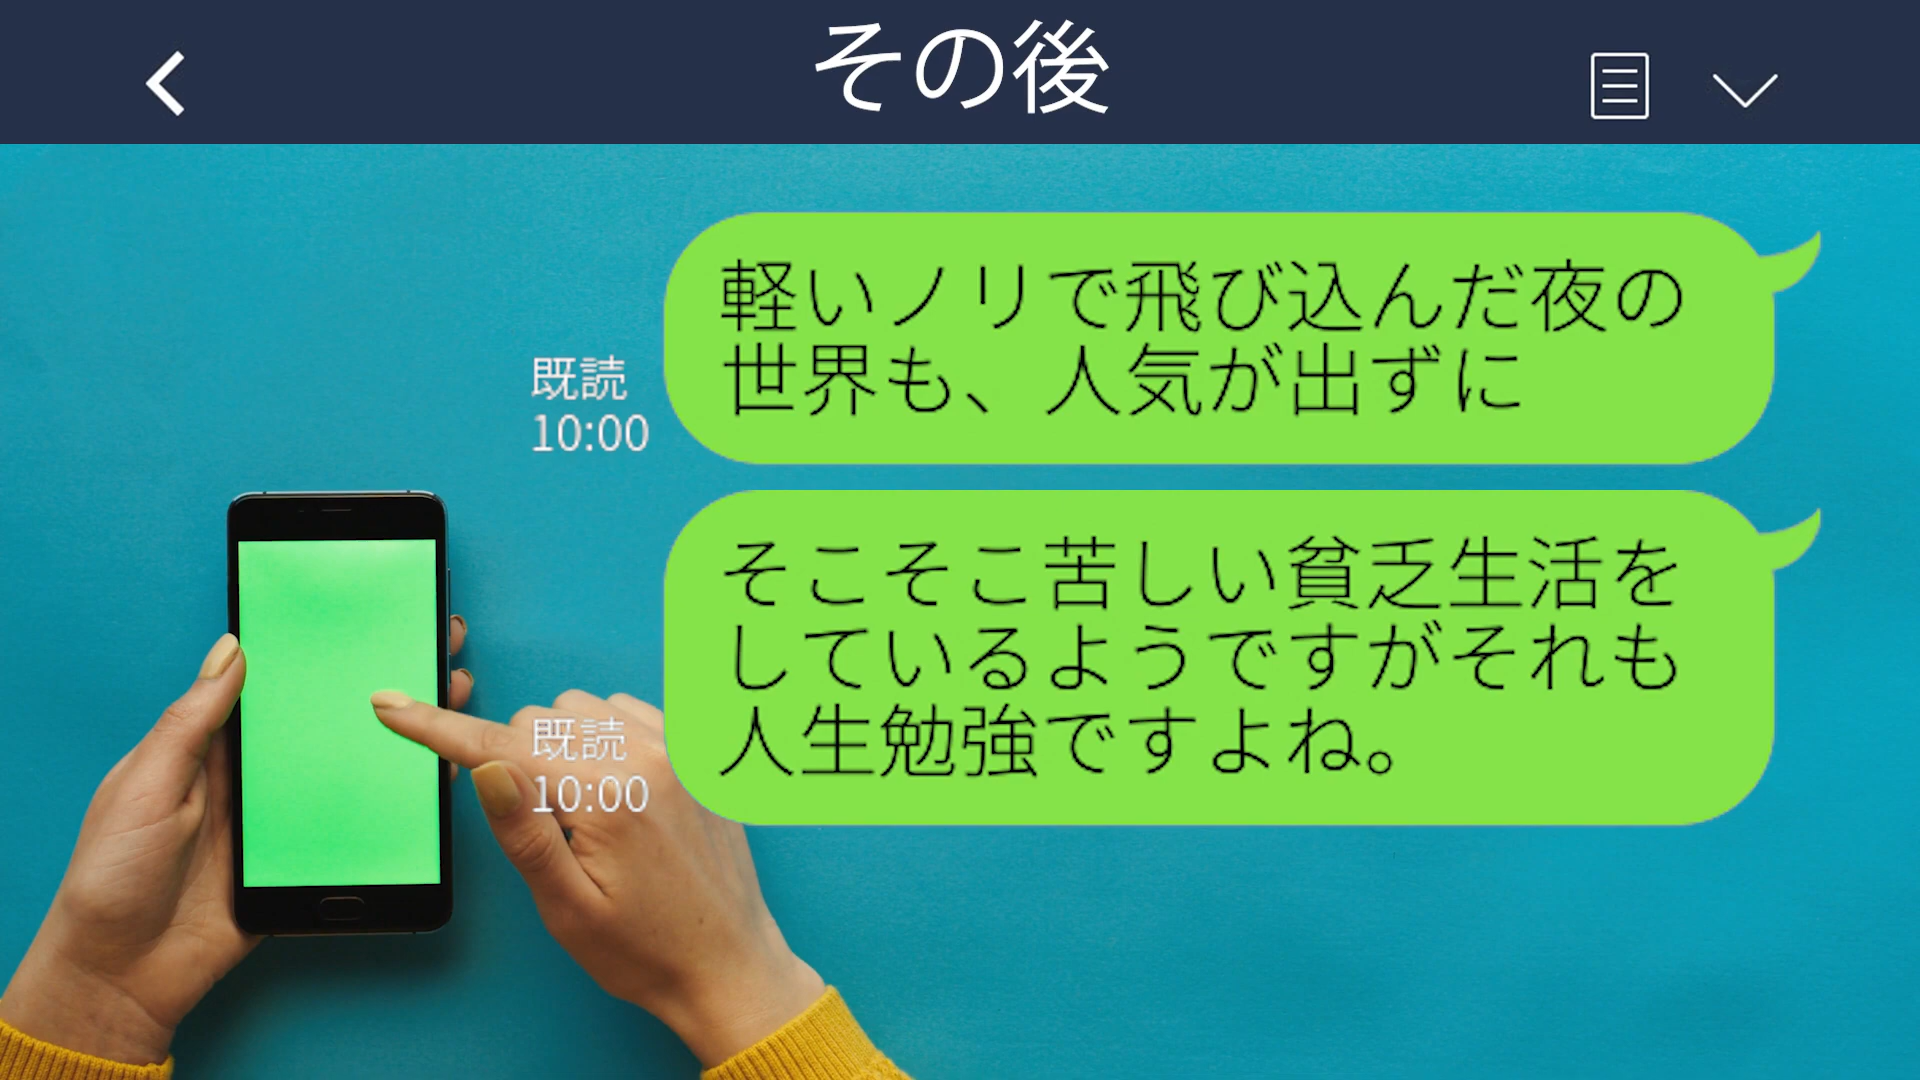 その後
軽いノリで飛び込んだ夜の
世界も、人気が出ずに
既読
10:00
そこそこ苦しい貧乏生活を
しているようですがそれも
人生勉強ですよね。
既読
10:00